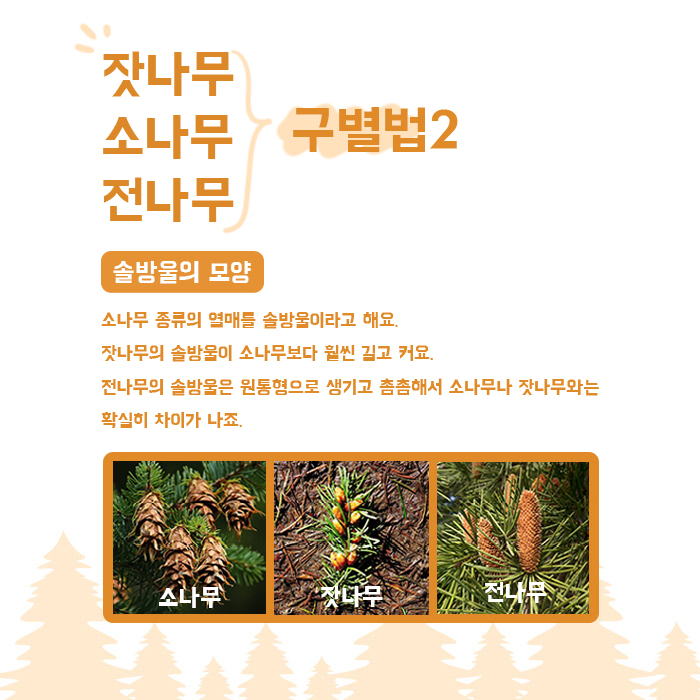 잣나무
소나무
전나무
구별법2
솔방울의 모양
소나무 종류의 열매를 솔방울이라고 해요.
잣나무의 솔방울이 소나무보다 훨씬 길고 커요.
전나무의 솔방울은 원통형으로 생기고 촘촘해서 소나무나 잣나무와는
확실히 차이가 나죠.
소나무
잣나무
전나무